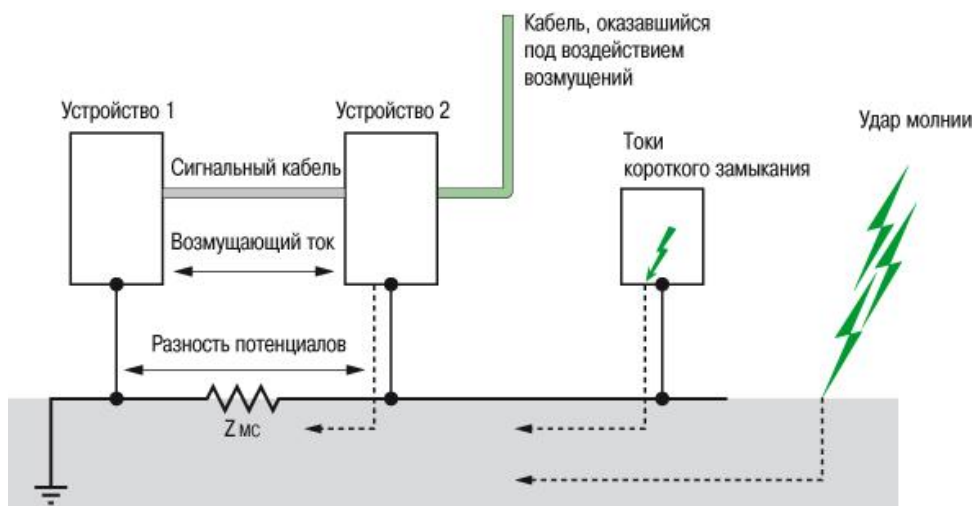 Кабель, оказавшийся
под воздействием
возмущений
Устройство 1
Устройство 2
Удар молнии
Токи
короткого замыкания
Сигнальный кабель
Возмущающий ток
Разность потенциалов
Z МС